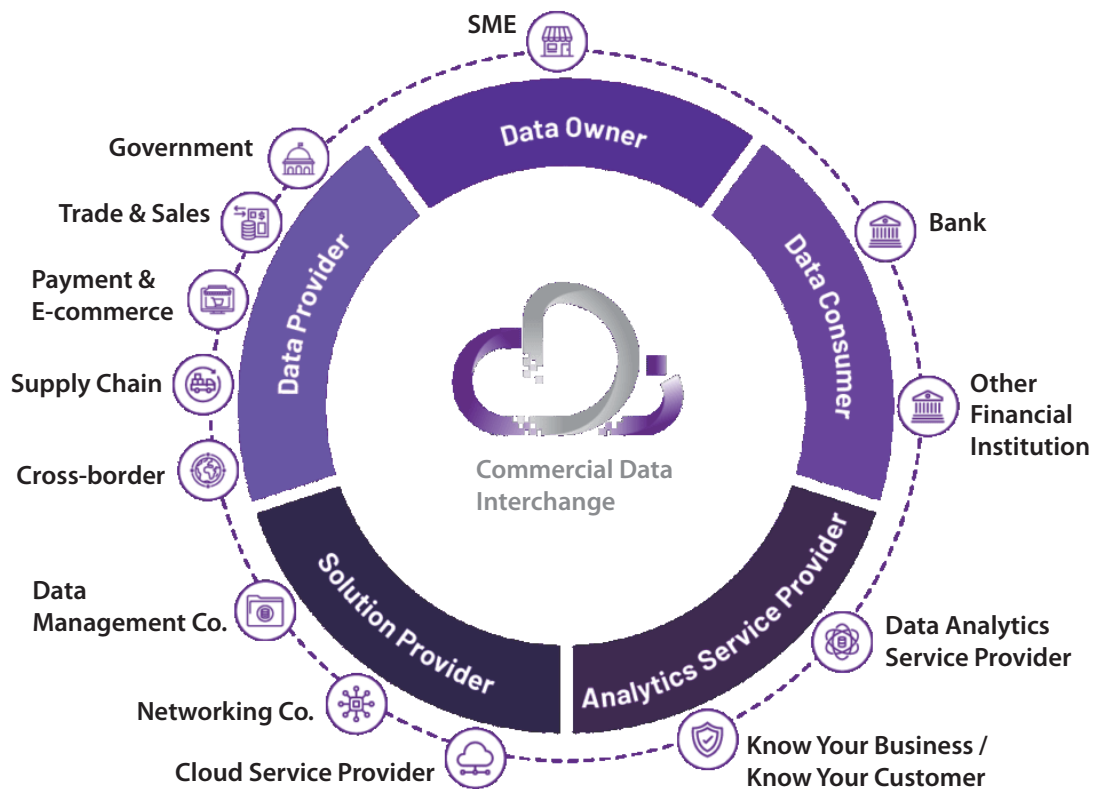 SME
Data Owner
Government
Trade & Sales
Payment &
E-commerce
Supply Chain
Cross-border
Data Provider
Bank
Other
Financial
Institution
Data Consumer
Commercial Data
Interchange
Data
Management Co.
Networking Co.
Cloud Service Provider
Solution Provider
Analytics Service Provider
Data Analytics
Service Provider
Know Your Business /
Know Your Customer